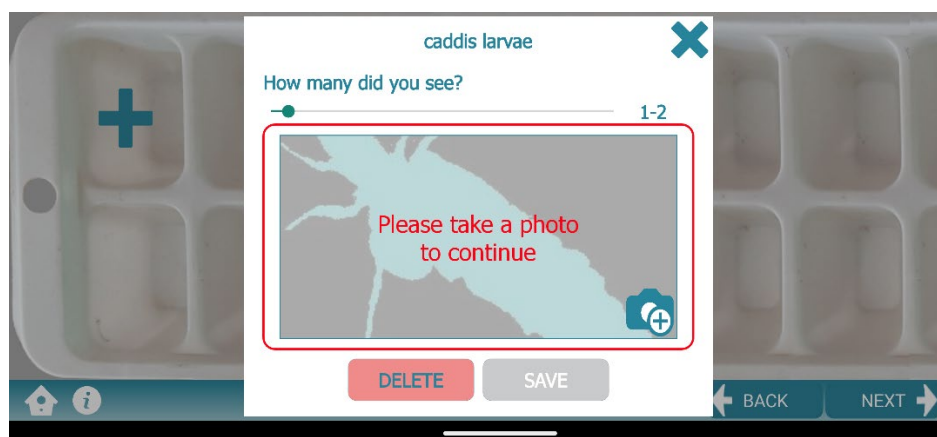 caddis larvae
How many did you see?
1-2
Please take a photo
to continue
DELETE
SAVE
BACK
NEXT